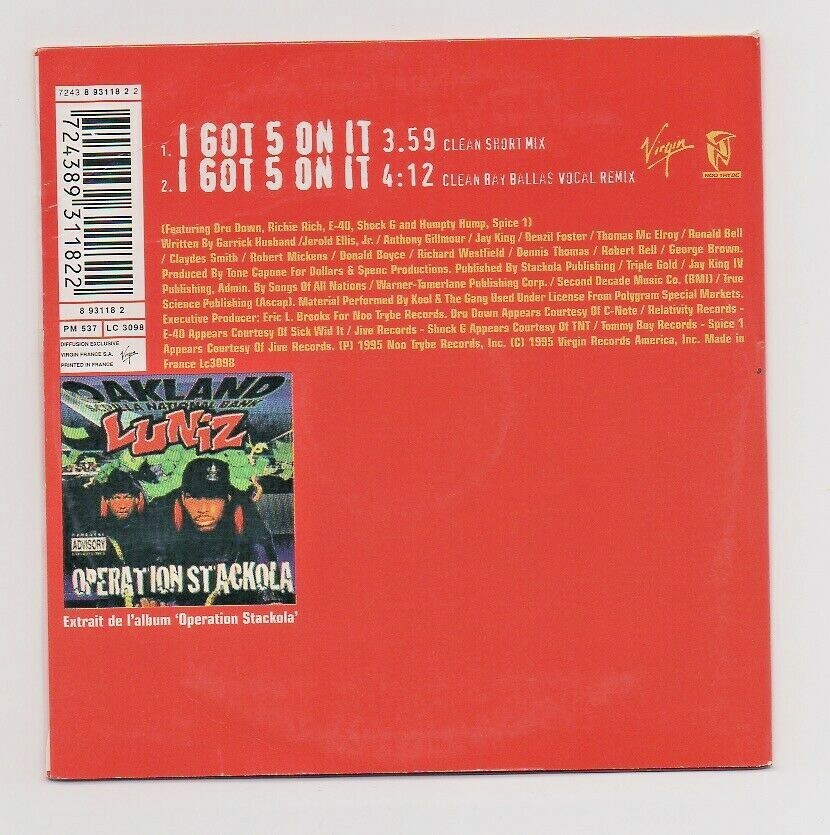 7243 8 93118 2 2
724389 311822
8 93118 2
PM 537 LC 3098
DIFFUSION EXCLUSIVE
VIRGIN FRANCE S.A. Virgin
PRINTED IN FRANCE
1. I GOT 5 ON IT 3.59 CLEAN SHORT MIX
2. I GOT 5 ON IT 4:12 CLEAN BAY BALLAS VOCAL REMIX
Virgin
NOO TRYBE
(Featuring Dru Down, Richie Rich, E-40, Shock G and Humpty Hump, Spice 1)
Written By Garrick Husband /Jerold Ellis, Jr. / Anthony Gillmour / Jay King / Denzil Foster / Thomas Mc Elroy / Ronald Bell
/ Claydes Smith / Robert Mickens / Donald Boyce / Richard Westfield / Dennis Thomas / Robert Bell / George Brown.
Produced By Tone Capone For Dollars & Spenc Productions. Published By Stackola Publishing / Triple Gold / Jay King IV
Publishing, Admin. By Songs Of All Nations / Warner-Tamerlane Publishing Corp. / Second Decade Music Co. (BMI) / True
Science Publishing (Ascap). Material Performed By Kool & The Gang Used Under License From Polygram Special Markets.
Executive Producer: Eric L. Brooks For Noo Trybe Records. Dru Down Appears Courtesy Of C-Note / Relativity Records -
E-40 Appears Courtesy Of Sick Wid It / Jive Records - Shock G Appears Courtesy Of TNT / Tommy Boy Records - Spice 1
Appears Courtesy Of Jive Records. (P) 1995 Noo Trybe Records, Inc. (C) 1995 Virgin Records America, Inc. Made in
France Lc3098
OAKLAND
NATIONAL BANK
LUNiZ
ADVISORY
OPERATION STACKOLA
Extrait de l'album 'Operation Stackola'